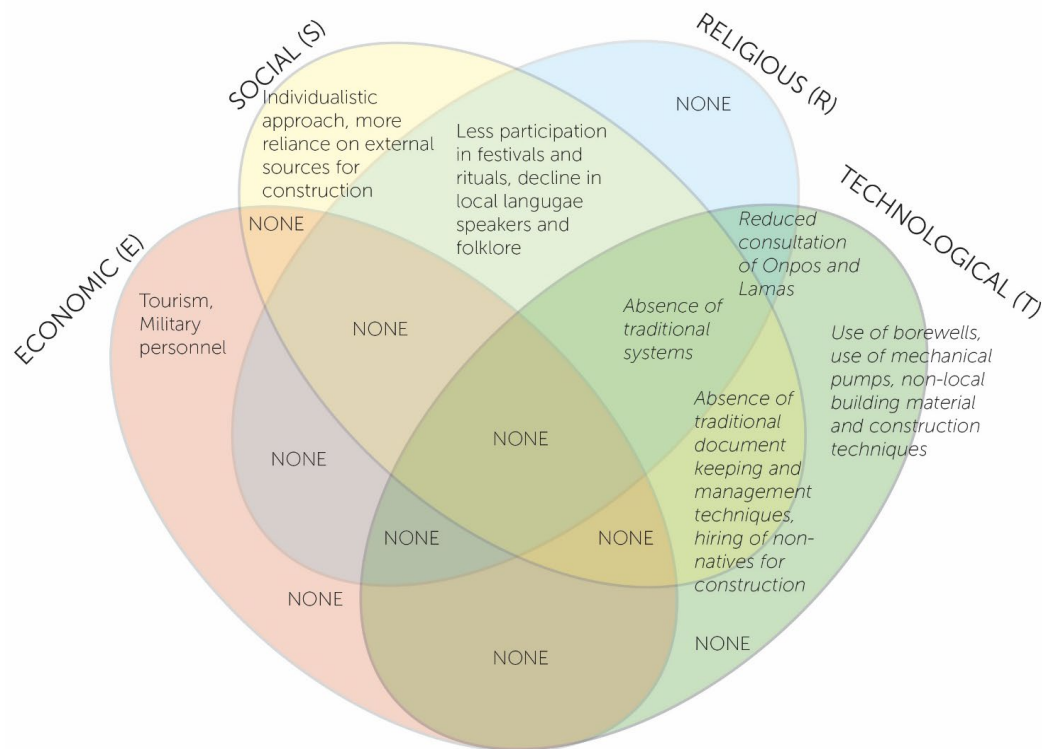 SOCIAL (S)
RELIGIOUS (R)
TECHNOLOGICAL (T)
ECONOMIC (E)
Individualistic
approach, more
reliance on external
sources for
construction
NONE
Less participation
in festivals and
rituals, decline in
local langugae
speakers and
folklore
NONE
Reduced
consultation
of Onpos and
Lamas
Tourism,
Military
personnel
NONE
Absence of
traditional
systems
Use of borewells,
use of mechanical
pumps, non-local
building material
and construction
techniques
Absence of
traditional
document
keeping and
management
techniques,
hiring of non-
natives for
construction
NONE
NONE
NONE
NONE
NONE
NONE
NONE